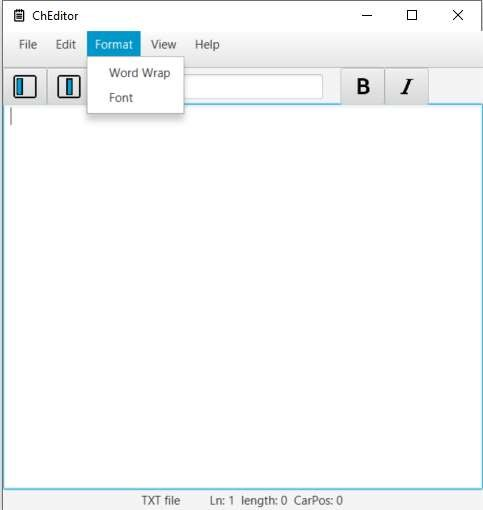 ChEditor
File Edit Format View Help
Word Wrap
Font
B I
TXT file Ln: 1 length: 0 CarPos: 0